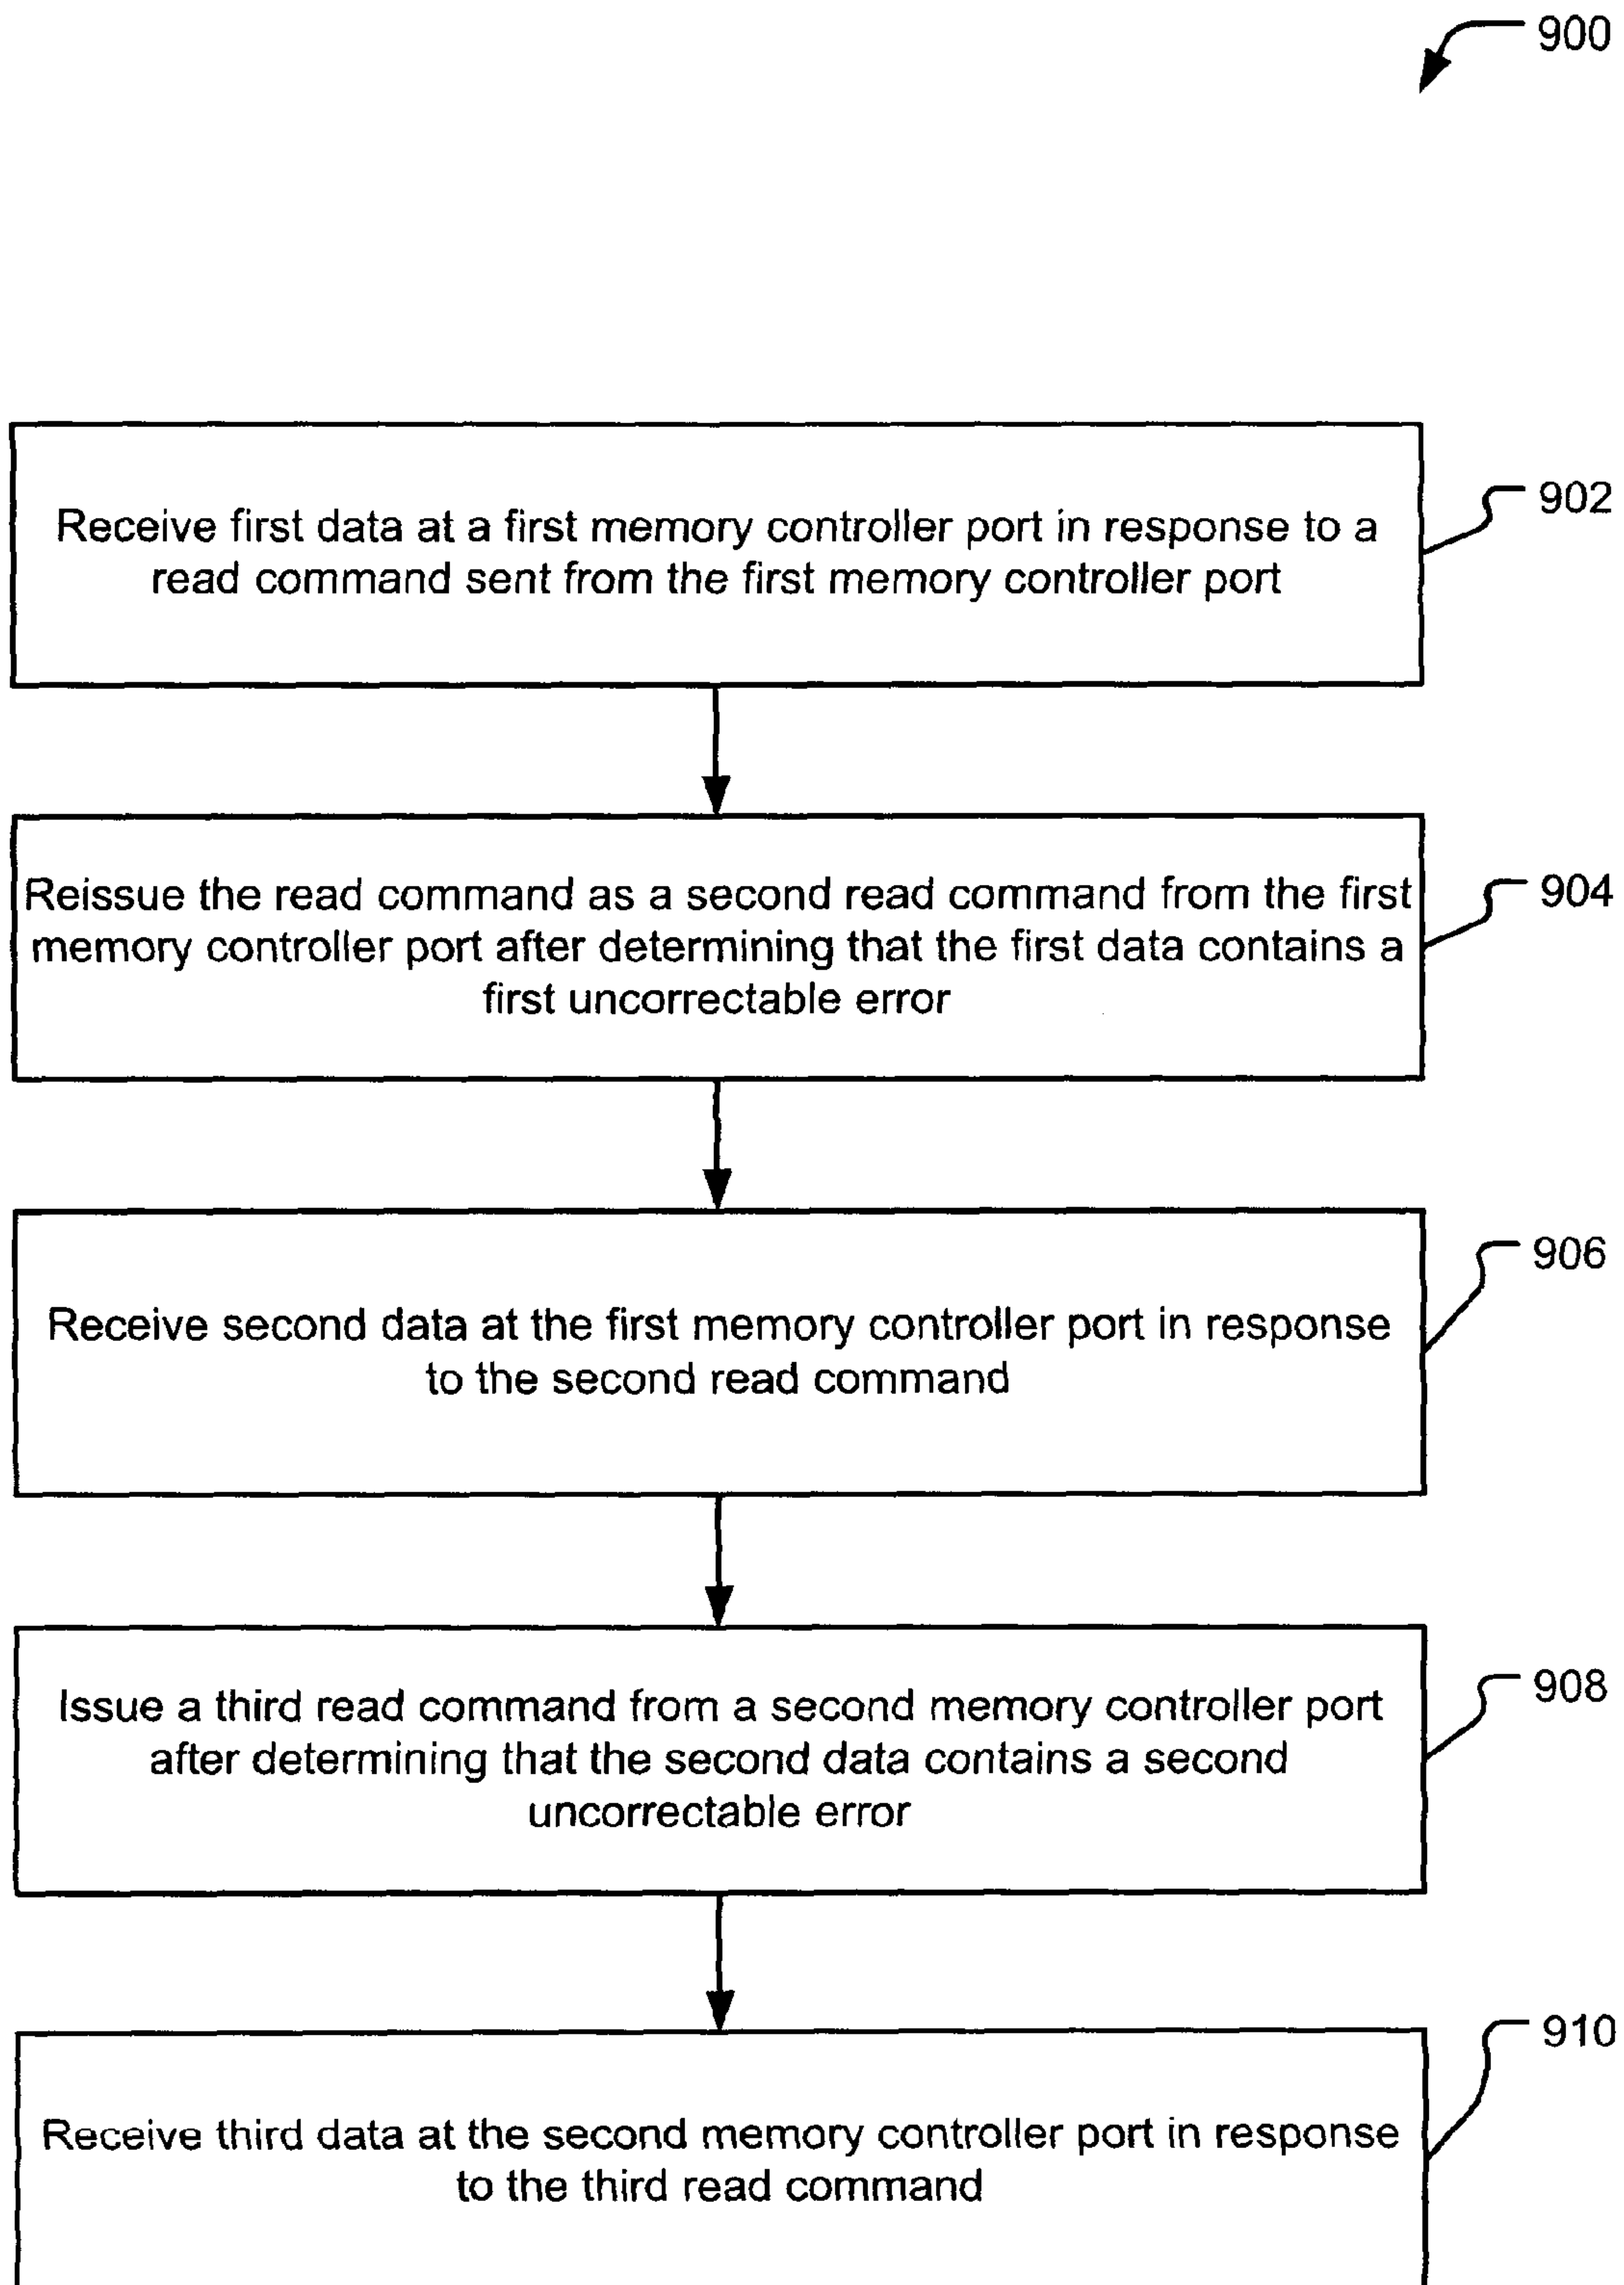 900
Receive first data at a first memory controller port in response to a
read command sent from the first memory controller port
902
Reissue the read command as a second read command from the first
memory controller port after determining that the first data contains a
first uncorrectable error
904
Receive second data at the first memory controller port in response
to the second read command
906
Issue a third read command from a second memory controller port
after determining that the second data contains a second
uncorrectable error
908
Receive third data at the second memory controller port in response
to the third read command
910